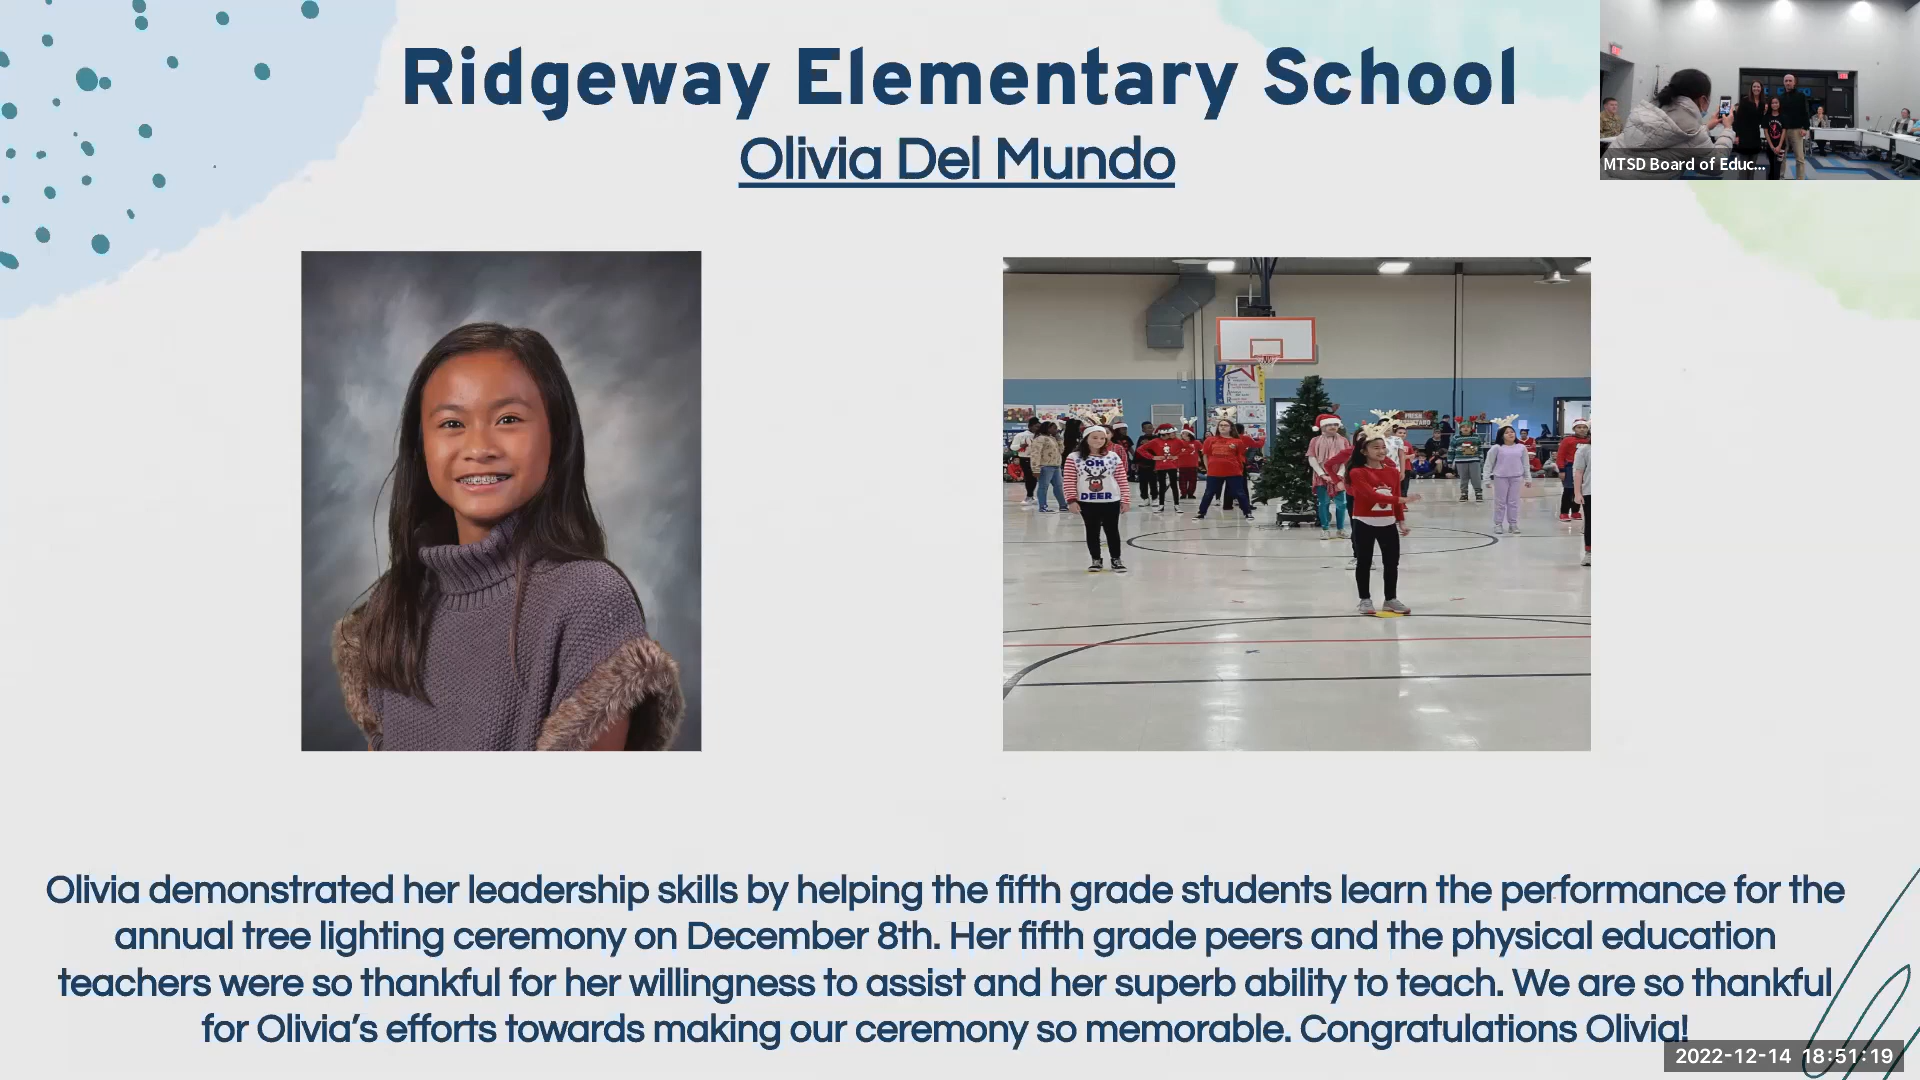 Ridgeway Elementary School
Olivia Del Mundo
MTSD Board of Educ...
OH
DEER
Olivia demonstrated her leadership skills by helping the fifth grade students learn the performance for the
annual tree lighting ceremony on December 8th. Her fifth grade peers and the physical education
teachers were so thankful for her willingness to assist and her superb ability to teach. We are so thankful
for Olivia’s efforts towards making our ceremony so memorable. Congratulations Olivia!
2022-12-14 18:51:19